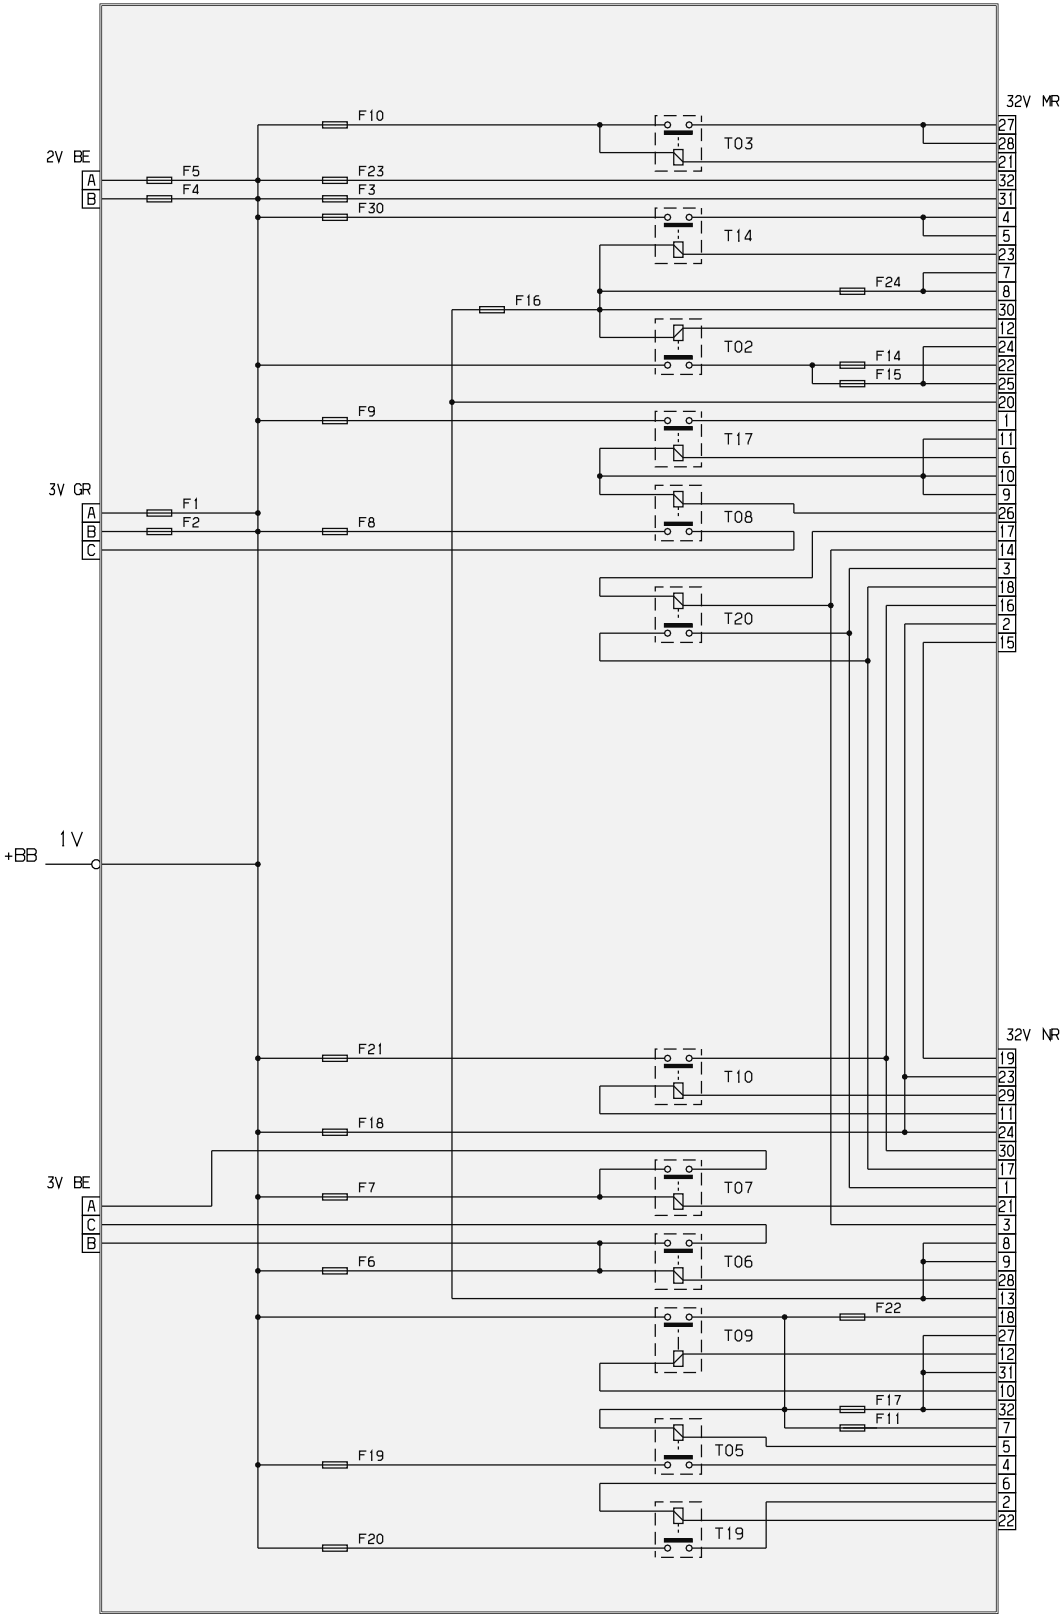 32V MR
F10
27
T03
28
2V BE
21
A F5 F23 32
B F4 F3 31
F30 4
T14 5
23
7
F24 8
F16 30
12
T02 24
F14 22
F15 25
20
F9 1
T17 11
6
3V GR 10
9
A F1 T08 26
B F2 F8 17
C 14
3
18
T20 16
2
15
1V
+BB
32V NR
F21 19
T10 23
29
11
F18 24
30
3V BE 17
F7 T07 1
A 21
C 3
B 8
T06 9
F6 28
13
F22 18
T09 27
12
31
10
F17 32
F11 7
T05 5
F19 4
6
2
T19 22
F20